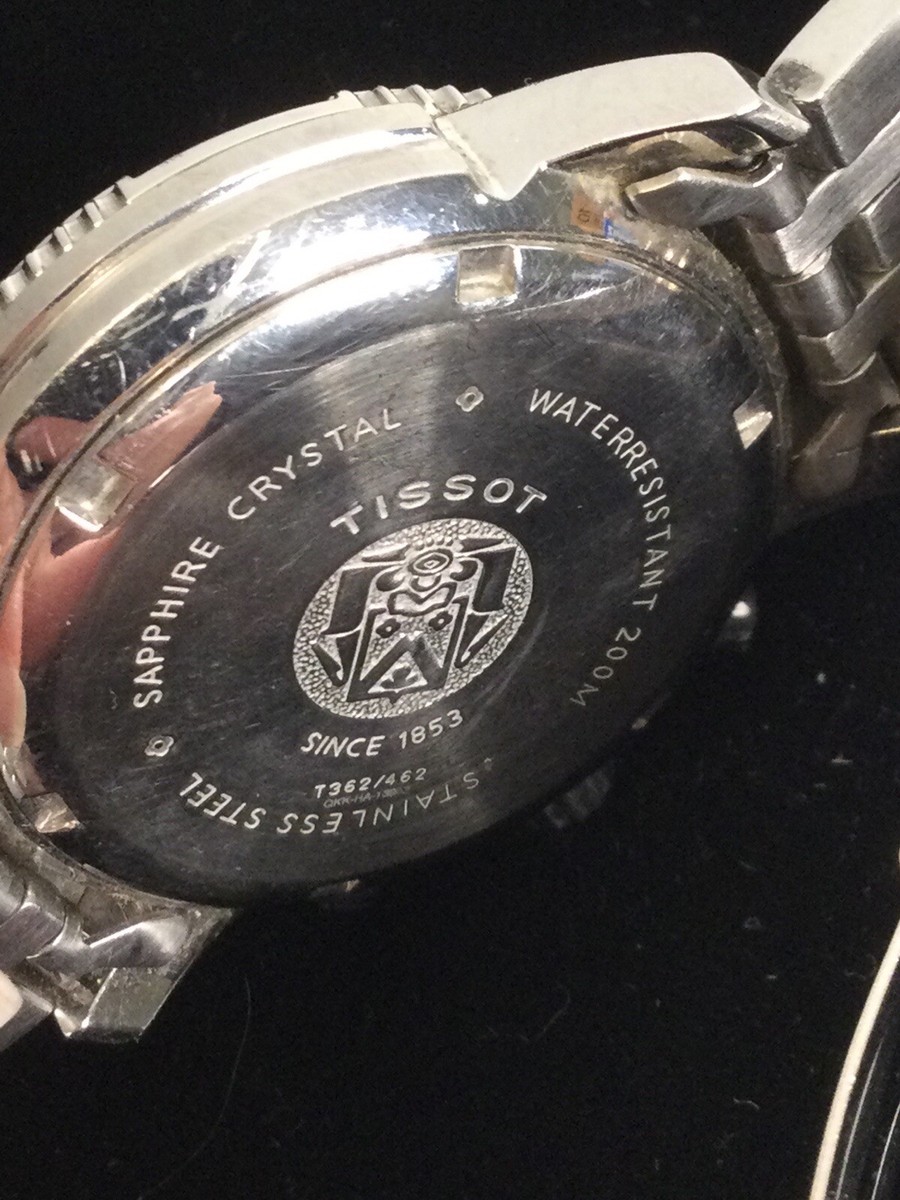 SAPPHIRE CRYSTAL
WATERRESISTANT 200M
STAINLESS STEEL
TISSOT
SINCE 1853
T362/462